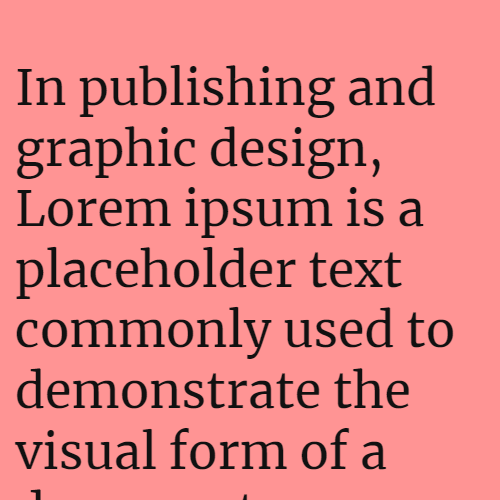 In publishing and
graphic design,
Lorem ipsum is a
placeholder text
commonly used to
demonstrate the
visual form of a